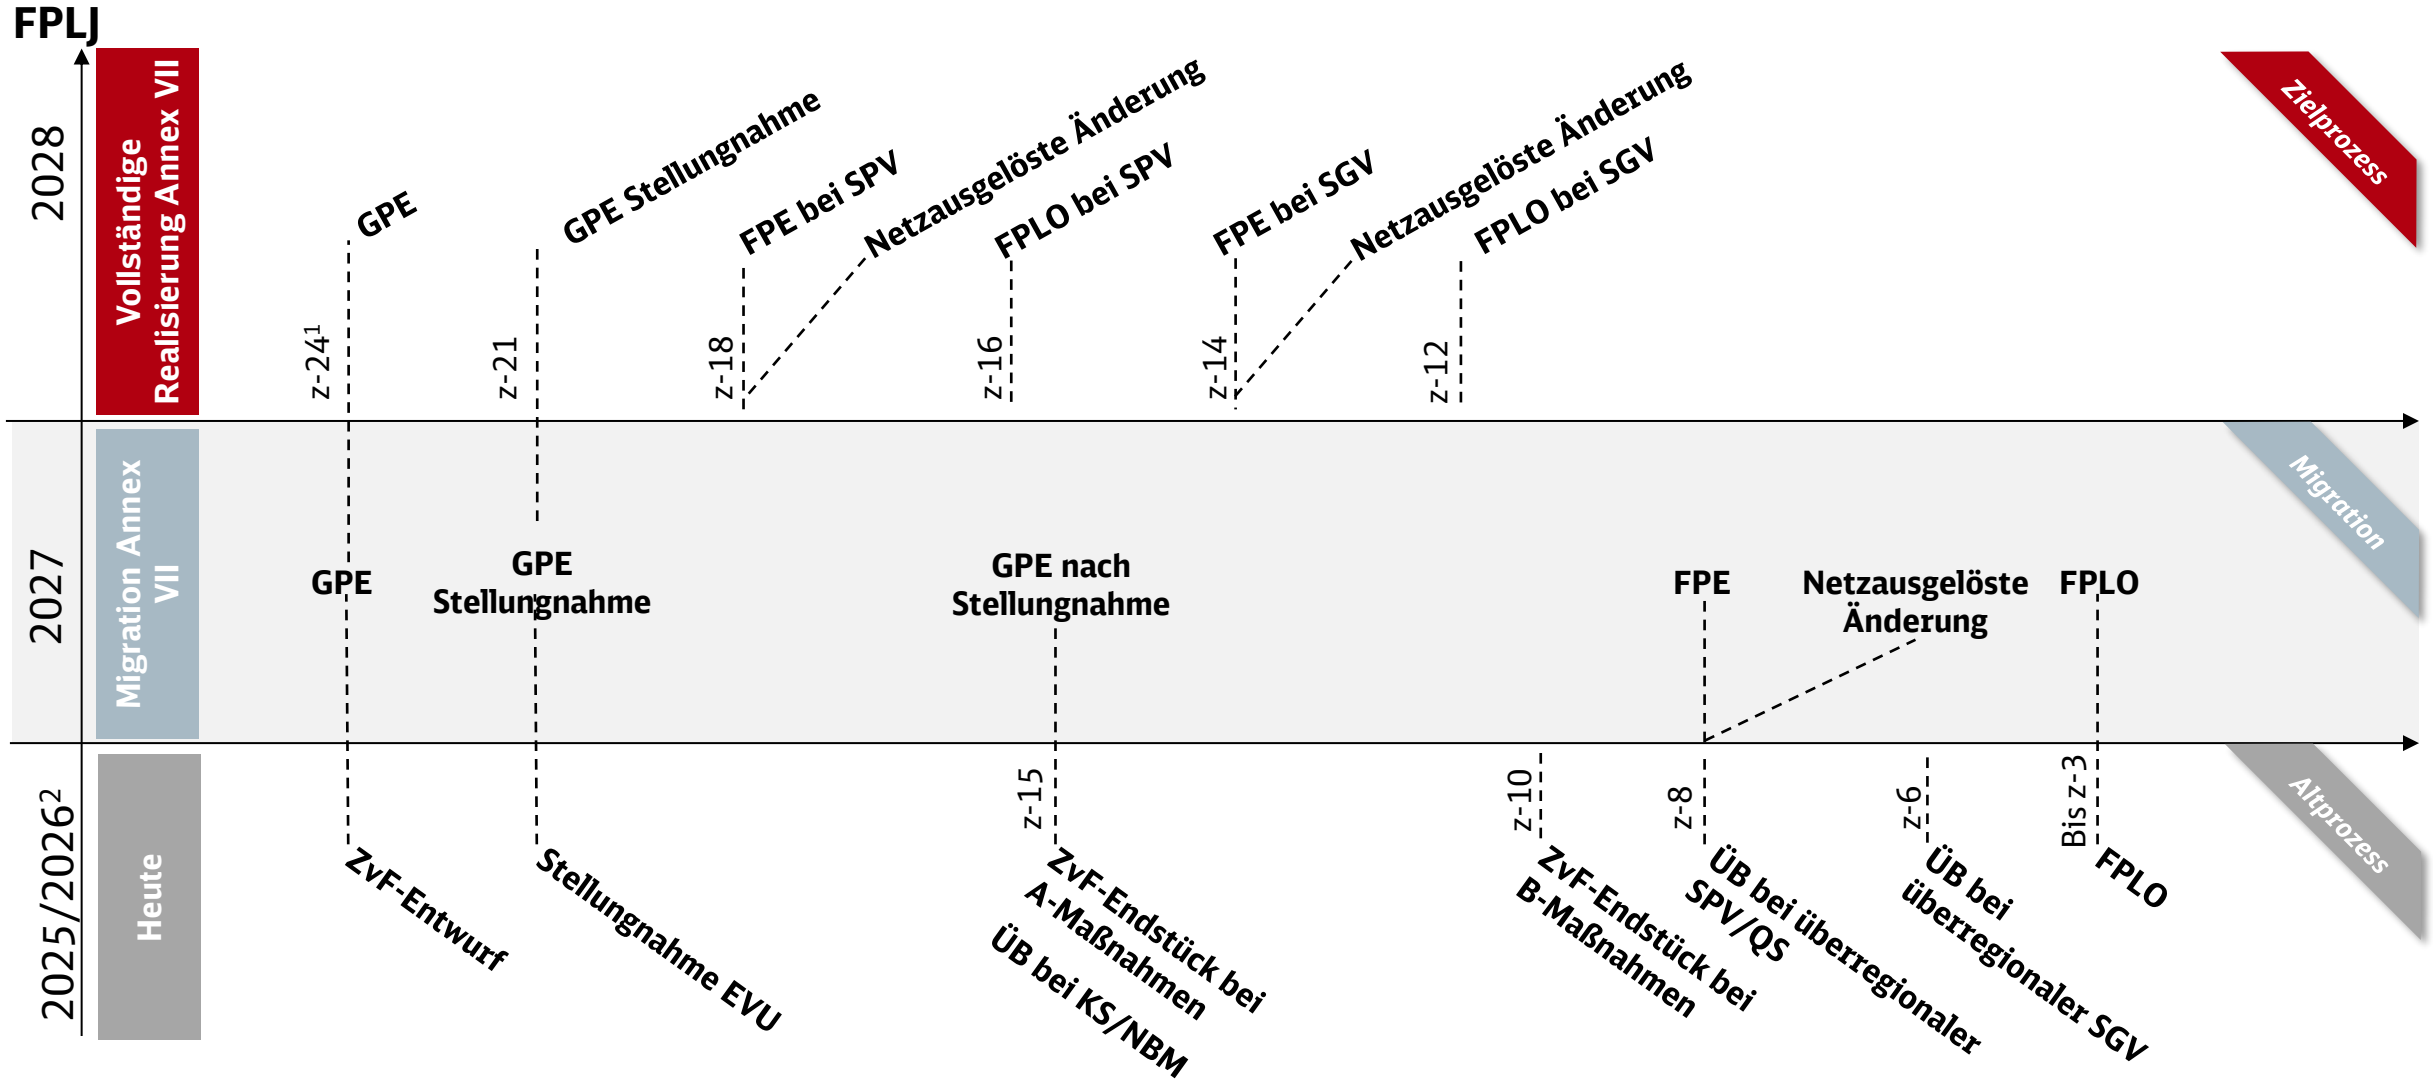 FPLJ
2028
Vollständige
Realisierung Annex VII
GPE
GPE Stellungnahme
FPE bei SPV
Netzausgelöste Änderung
FPLO bei SPV
FPE bei SGV
Netzausgelöste Änderung
FPLO bei SGV
Zielprozess
z-24¹
z-21
z-18
z-16
z-14
z-12
2027
Migration Annex
VII
GPE
GPE
Stellungnahme
GPE nach
Stellungnahme
FPE
Netzausgelöste
Änderung
FPLO
Migration
2025/2026²
Heute
z-15
z-10
z-8
z-6
Bis z-3
ZvF-Entwurf
Stellungnahme EVU
ZvF-Endstück bei
A-Maßnahmen
ÜB bei KS/NBM
ZvF-Endstück bei
B-Maßnahmen
ÜB bei überregionaler
SPV/QS
ÜB bei
überregionaler SGV
FPLO
Altprozess